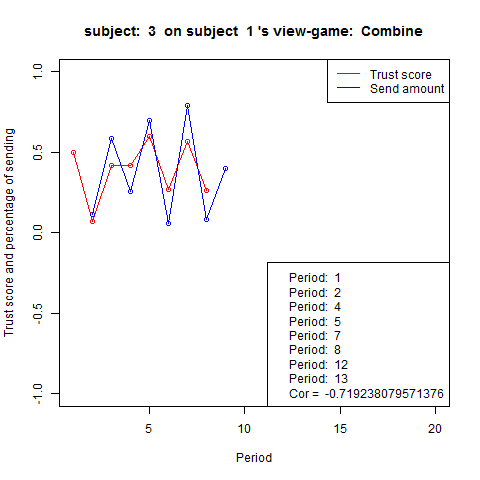 subject:  3  on subject  1 's view-game:  Combine
Trust score
Send amount
Trust score and percentage of sending
1.0
0.5
0.0
-0.5
-1.0
Period:  1
Period:  2
Period:  4
Period:  5
Period:  7
Period:  8
Period:  12
Period:  13
Cor =  -0.719238079571376
5
10
15
20
Period